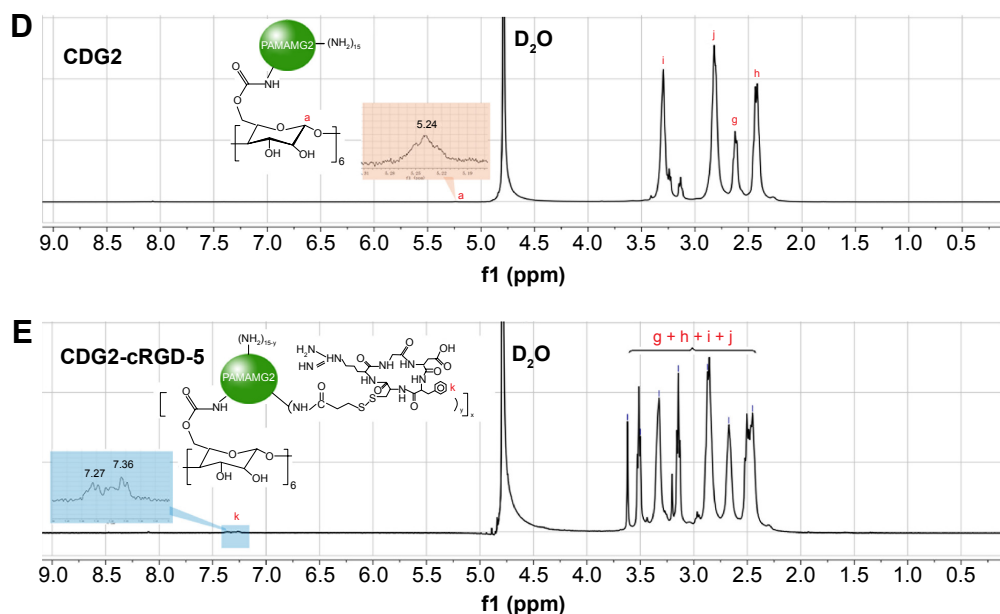 D
CDG2
PAMAMG2
(NH2)15
O
NH
O
O
a
O
OH
OH
6
5.24
f1 (ppm)
a
D2O
i
j
g
h
9.0 8.5 8.0 7.5 7.0 6.5 6.0 5.5 5.0 4.5 4.0 3.5 3.0 2.5 2.0 1.5 1.0 0.5
f1 (ppm)
E
CDG2-cRGD-5
(NH2)15-y
PAMAMG2
O
NH
O
(NH
O
S
S
H2N
HN
H
N
O
O
NH
O
OH
NH
O
NH
O
N
H
O
k
)y
]x
O
O
OH
OH
6
7.27
7.36
k
D2O
g + h + i + j
9.0 8.5 8.0 7.5 7.0 6.5 6.0 5.5 5.0 4.5 4.0 3.5 3.0 2.5 2.0 1.5 1.0 0.5
f1 (ppm)